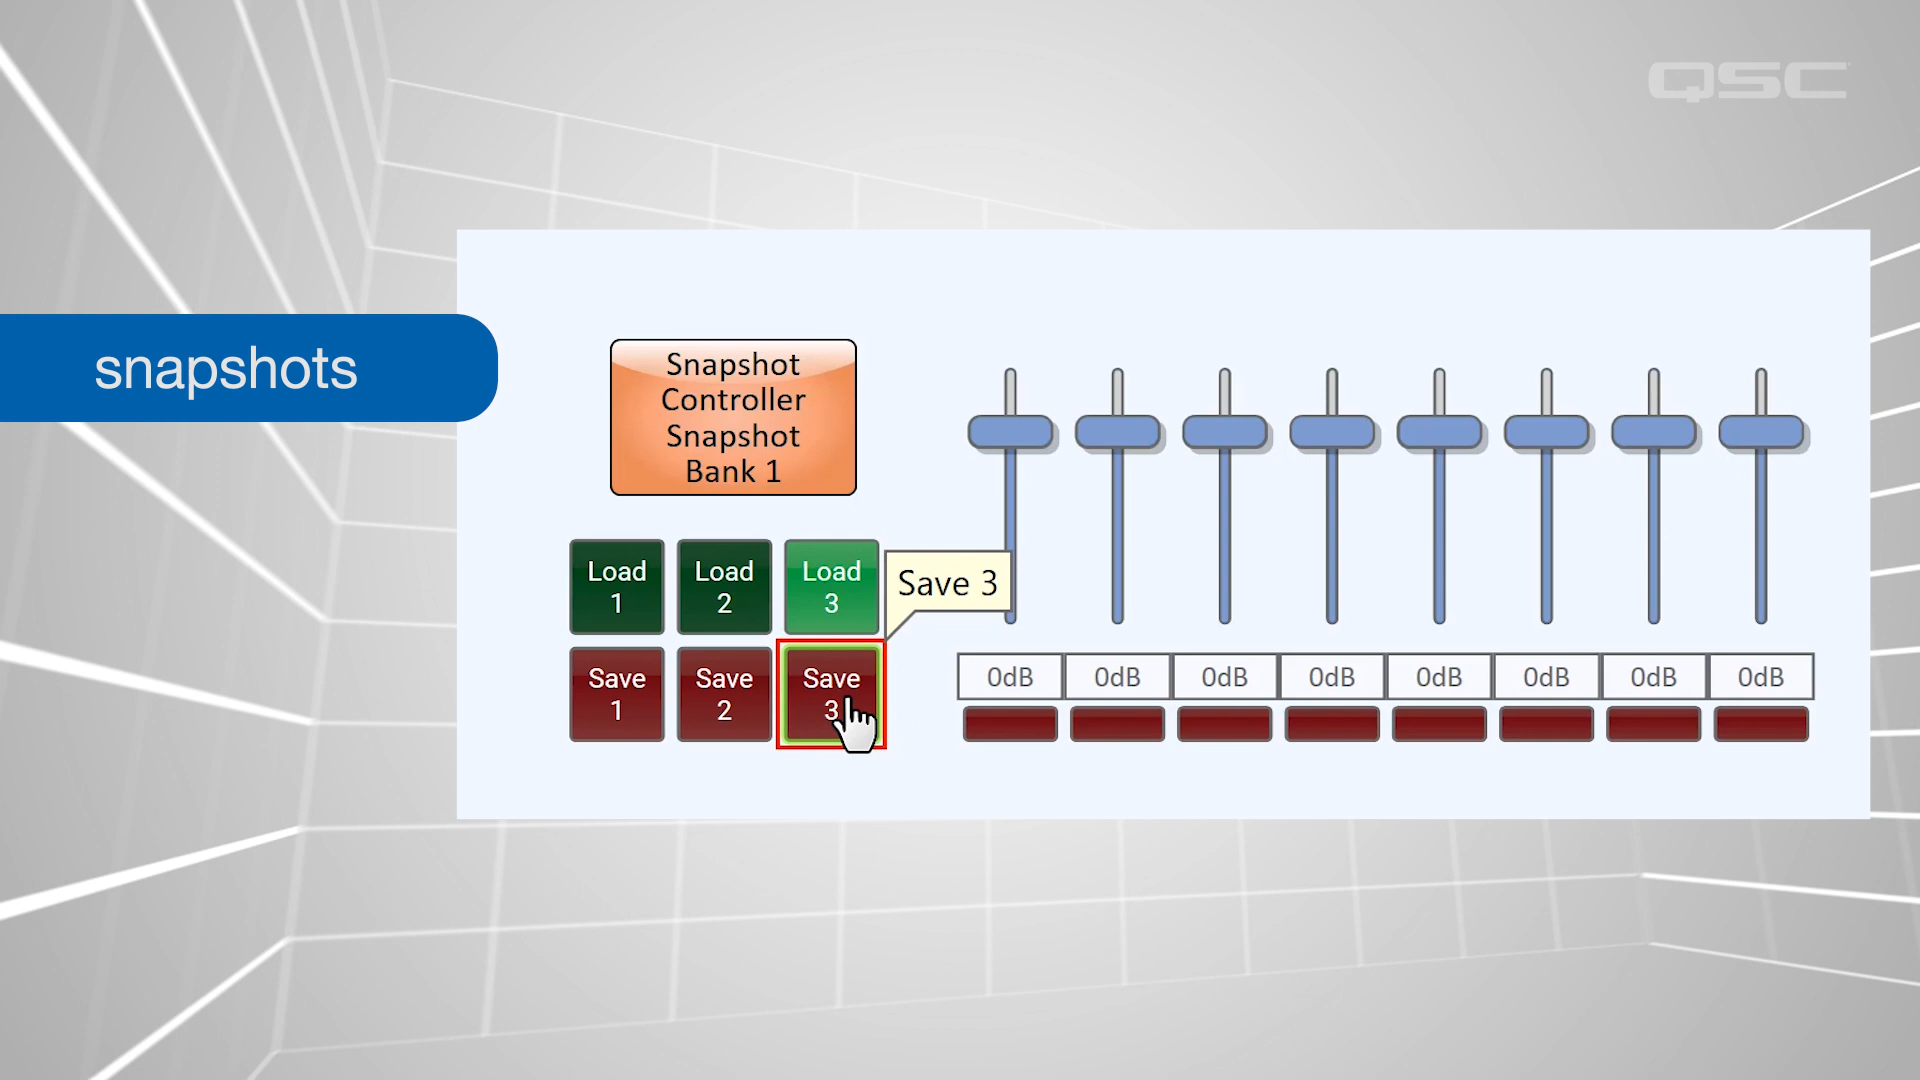 QSC
snapshots
Snapshot
Controller
Snapshot
Bank 1
Load
1
Load
2
Load
3
Save 3
Save
1
Save
2
Save
3
0dB 0dB 0dB 0dB 0dB 0dB 0dB 0dB